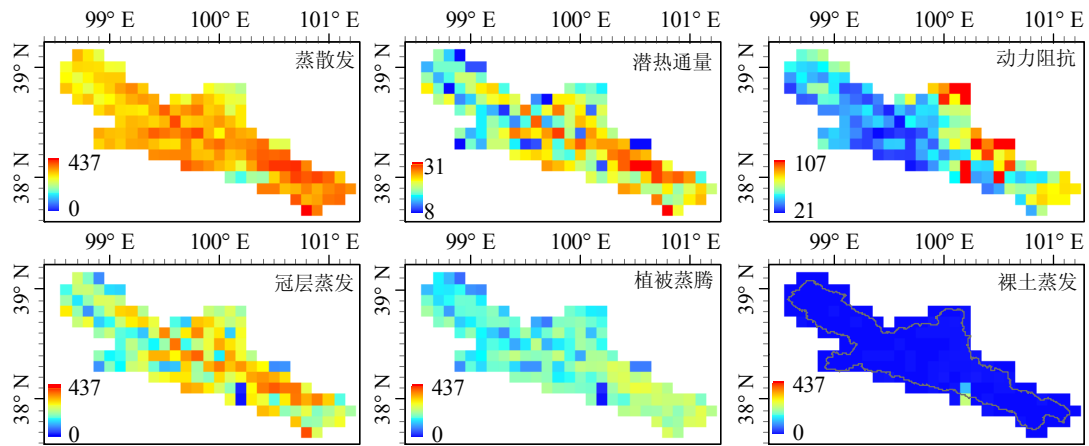 99° E 100° E 101° E 99° E 100° E 101° E 99° E 100° E 101° E
39° N 38° N 蒸散发 437 0
39° N 38° N 潜热通量 31 8
39° N 38° N 动力阻抗 107 21
99° E 100° E 101° E 99° E 100° E 101° E 99° E 100° E 101° E
39° N 38° N 冠层蒸发 437 0
39° N 38° N 植被蒸腾 437 0
39° N 38° N 裸土蒸发 437 0